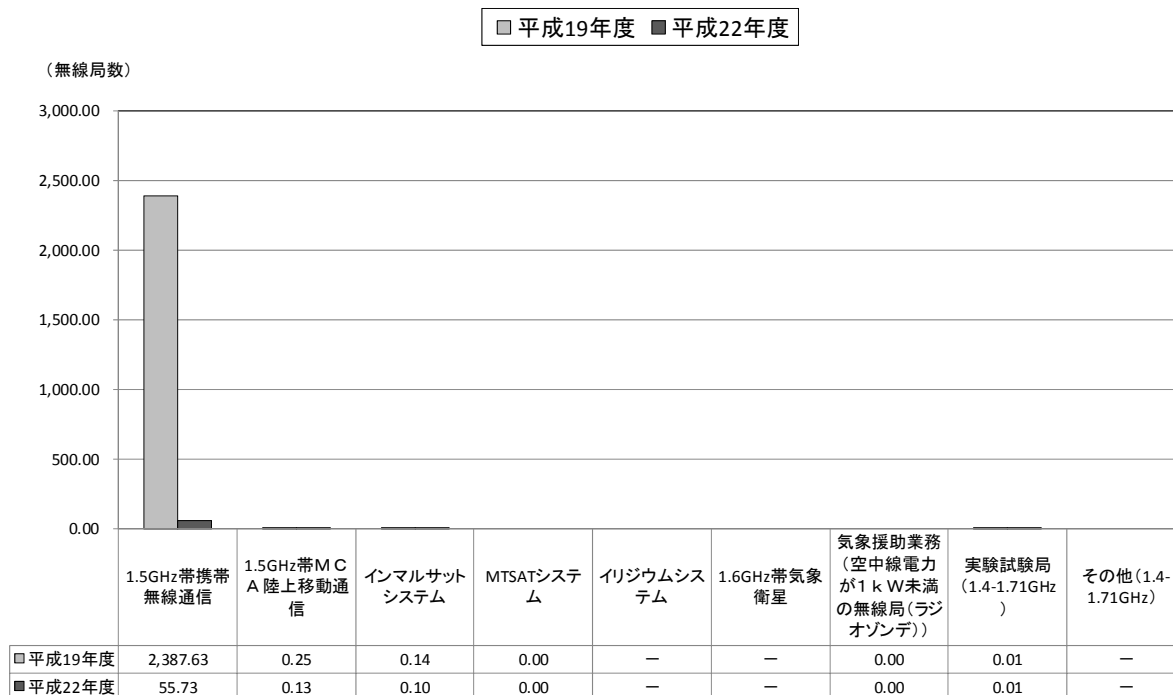 平成19年度 平成22年度
(無線局数)
3,000.00
2,500.00
2,000.00
1,500.00
1,000.00
500.00
0.00
1.5GHz帯携帯
無線通信
1.5GHz帯MC
A陸上移動通
信
インマルサット
システム
MTSATシステ
ム
イリジウムシス
テム
1.6GHz帯気象
衛星
気象援助業務
(空中線電力
が1kW未満
の無線局(ラジ
オゾンデ))
実験試験局
(1.4-1.71GHz
)
その他(1.4-
1.71GHz)
平成19年度 2,387.63 0.25 0.14 0.00 ー ー 0.00 0.01 ー
平成22年度 55.73 0.13 0.10 0.00 ー ー 0.00 0.01 ー